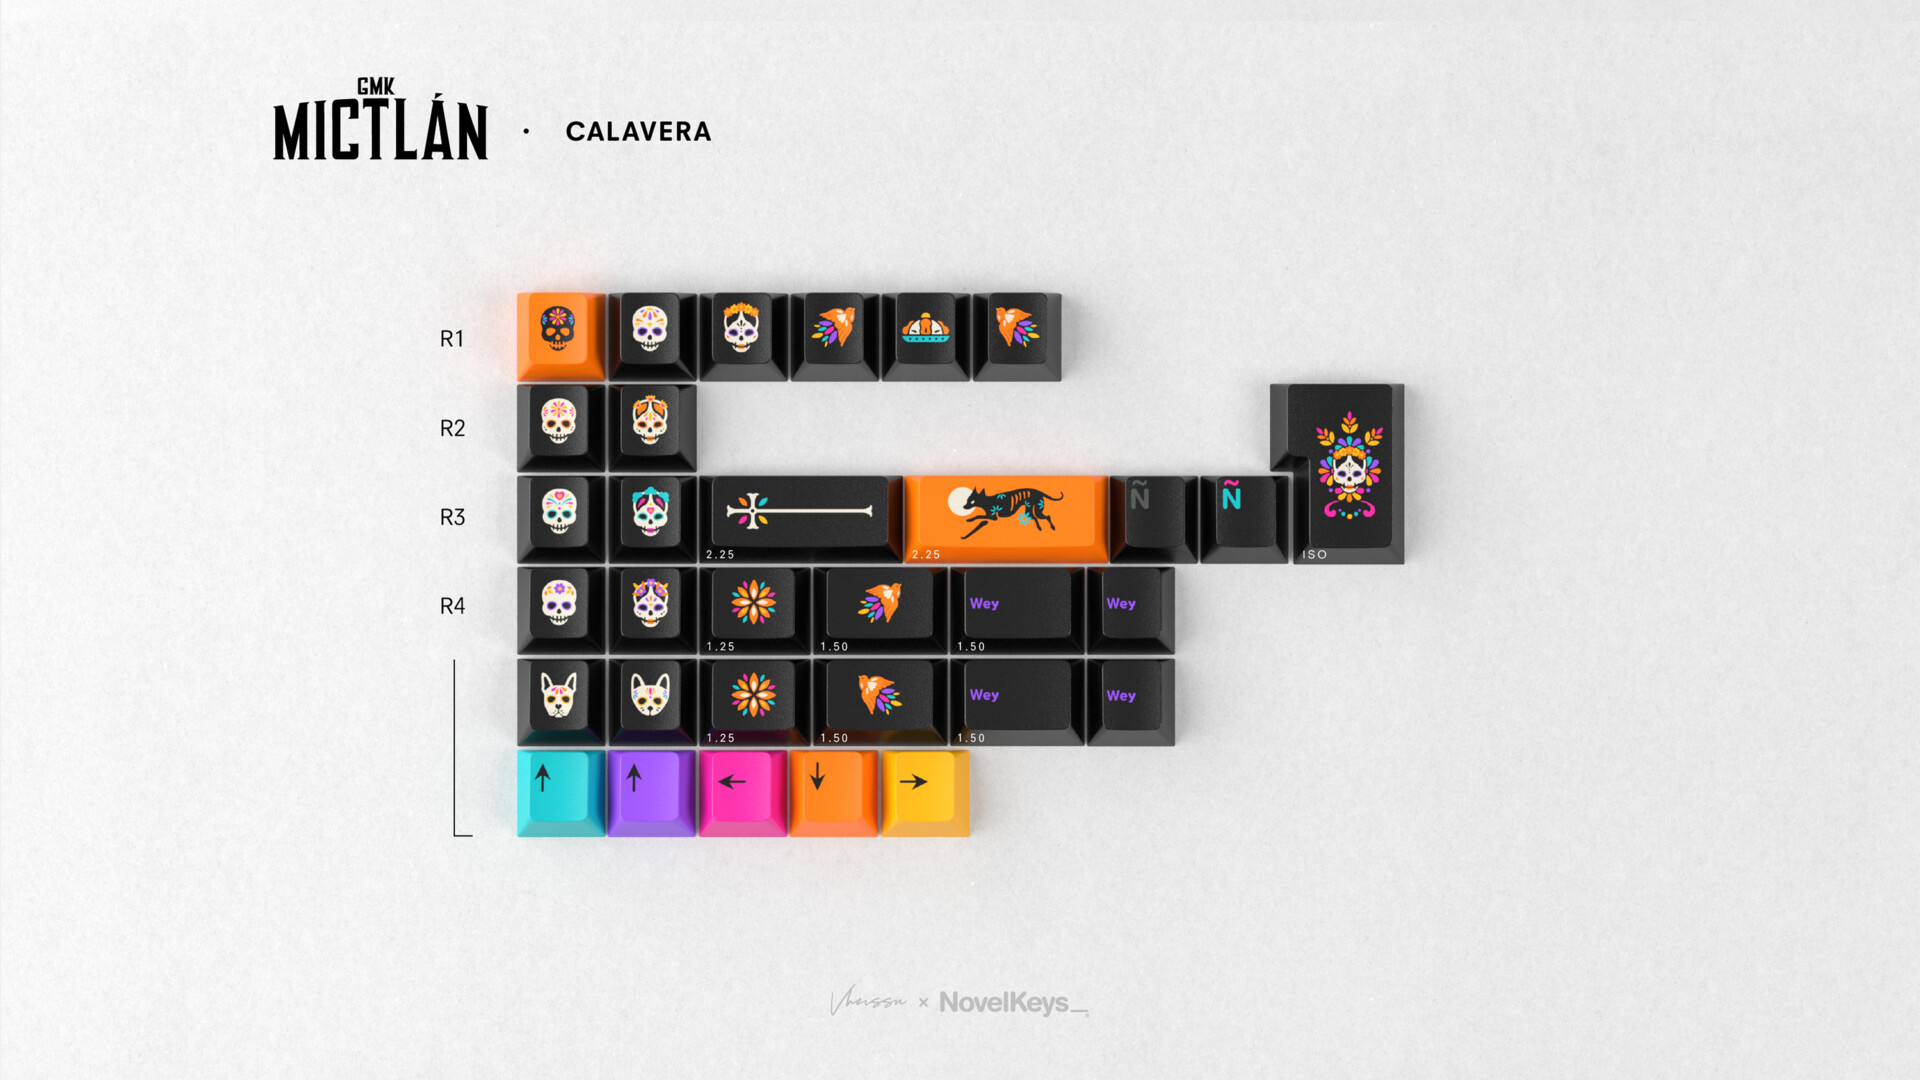 GMK
MICTLÁN · CALAVERA
R1
R2
R3
2.25
2.25
Ñ
Ñ
ISO
R4
1.25
1.50
Wey
1.50
Wey
1.25
1.50
Wey
1.50
Wey
↑ ↑ ← ↓ →
x NovelKeys_